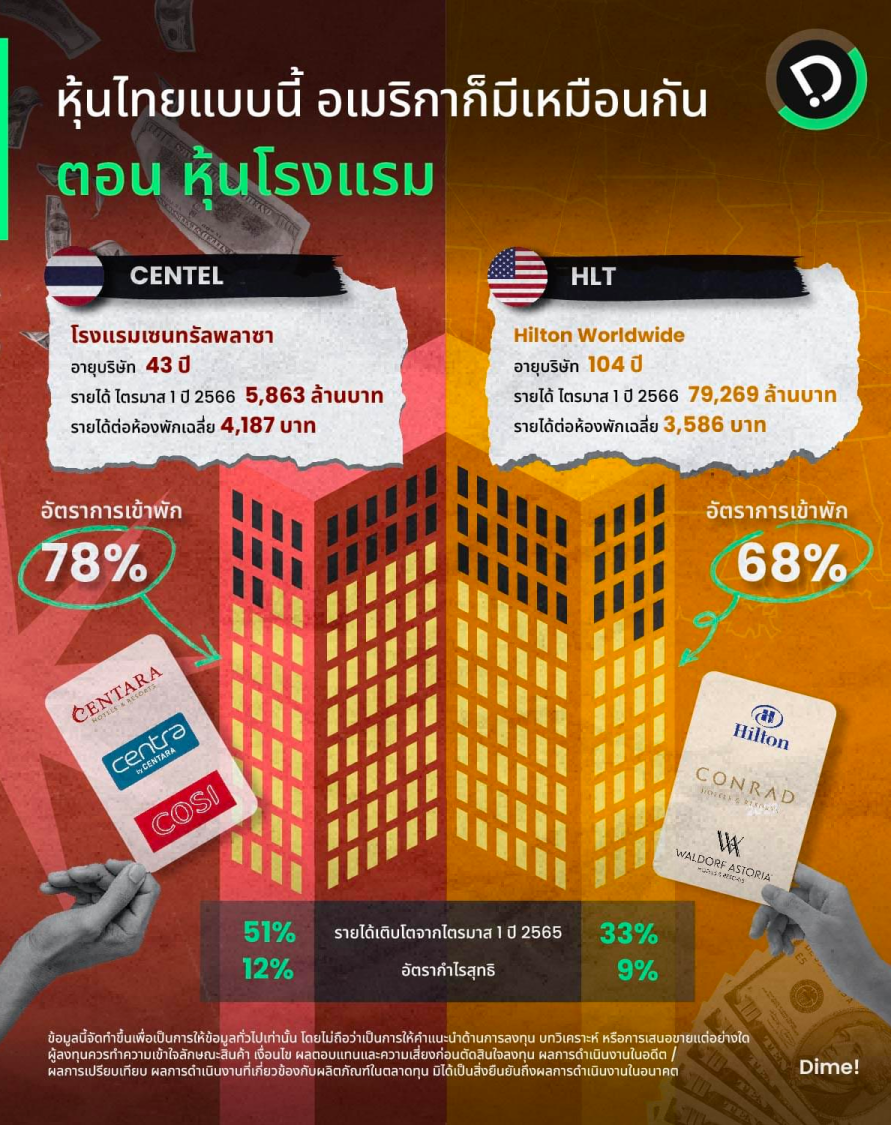 หุ้นไทยแบบนี้ อเมริกาก็มีเหมือนกัน
ตอน หุ้นโรงแรม
CENTEL
โรงแรมเซนทรัลพลาซา
อายุบริษัท 43 ปี
รายได้ ไตรมาส 1 ปี 2566 5,863 ล้านบาท
รายได้ต่อห้องพักเฉลี่ย 4,187 บาท
HLT
Hilton Worldwide
อายุบริษัท 104 ปี
รายได้ ไตรมาส 1 ปี 2566 79,269 ล้านบาท
รายได้ต่อห้องพักเฉลี่ย 3,586 บาท
อัตราการเข้าพัก
78%
อัตราการเข้าพัก
68%
CENTARA
HOTELS & RESORTS
centra
by CENTARA
COSI
Hilton
CONRAD
HOTELS & RESORTS
WALDORF ASTORIA
HOTELS & RESORTS
51% รายได้เติบโตจากไตรมาส 1 ปี 2565 33%
12% อัตรากำไรสุทธิ 9%
ข้อมูลนี้จัดทำขึ้นเพื่อเป็นการให้ข้อมูลทั่วไปเท่านั้น โดยไม่ถือว่าเป็นการให้คำแนะนำด้านการลงทุน บทวิเคราะห์ หรือการเสนอขายแต่อย่างใด
ผู้ลงทุนควรทำความเข้าใจลักษณะสินค้า เงื่อนไข ผลตอบแทนและความเสี่ยงก่อนตัดสินใจลงทุน ผลการดำเนินงานในอดีต /
ผลการเปรียบเทียบ ผลการดำเนินงานที่เกี่ยวข้องกับผลิตภัณฑ์ในตลาดทุน มิได้เป็นสิ่งยืนยันถึงผลการดำเนินงานในอนาคต
Dime!